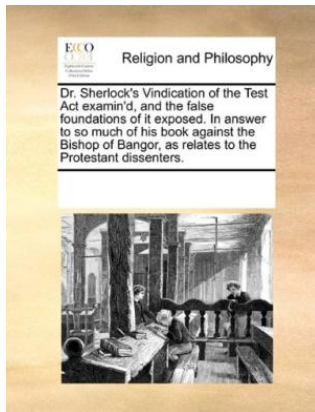 ECCO
Religion and Philosophy
Dr. Sherlock's Vindication of the Test
Act examin'd, and the false
foundations of it exposed. In answer
to so much of his book against the
Bishop of Bangor, as relates to the
Protestant dissenters.